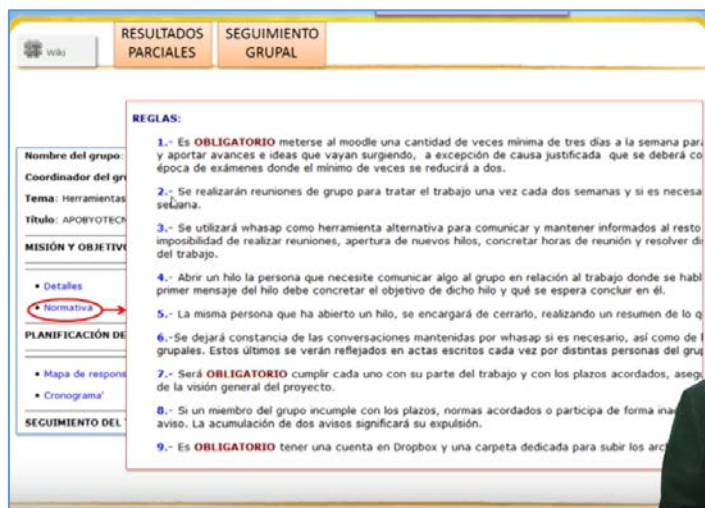 Wiki
RESULTADOS
PARCIALES
SEGUIMIENTO
GRUPAL
Nombre del grupo:
Coordinador del gr
Tema: Herramientas
Título: APOBYOTECN
MISIÓN Y OBJETIVO
• Detalles
• Normativa
PLANIFICACIÓN DE
• Mapa de respons
• Cronograma'
SEGUIMIENTO DEL
REGLAS:
1.- Es OBLIGATORIO meterse al moodle una cantidad de veces mínima de tres días a la semana para
y aportar avances e ideas que vayan surgiendo, a excepción de causa justificada que se deberá co
época de exámenes donde el mínimo de veces se reducirá a dos.
2.- Se realizarán reuniones de grupo para tratar el trabajo una vez cada dos semanas y si es necesa
semana.
3.- Se utilizará whasap como herramienta alternativa para comunicar y mantener informados al resto
imposibilidad de realizar reuniones, apertura de nuevos hilos, concretar horas de reunión y resolver
del trabajo.
4.- Abrir un hilo la persona que necesite comunicar algo al grupo en relación al trabajo donde se habl
primer mensaje del hilo debe concretar el objetivo de dicho hilo y qué se espera concluir en él.
5.- La misma persona que ha abierto un hilo, se encargará de cerrarlo, realizando un resumen de lo
6.-Se dejará constancia de las conversaciones mantenidas por whasap si es necesario, así como de
grupales. Estos últimos se verán reflejados en actas escritos cada vez por distintas personas del gru
7.- Será OBLIGATORIO cumplir cada uno con su parte del trabajo y con los plazos acordados, aseg
de la visión general del proyecto.
8.- Si un miembro del grupo incumple con los plazos, normas acordados o participa de forma
aviso. La acumulación de dos avisos significará su expulsión.
9.- Es OBLIGATORIO tener una cuenta en Dropbox y una carpeta dedicada para subir los